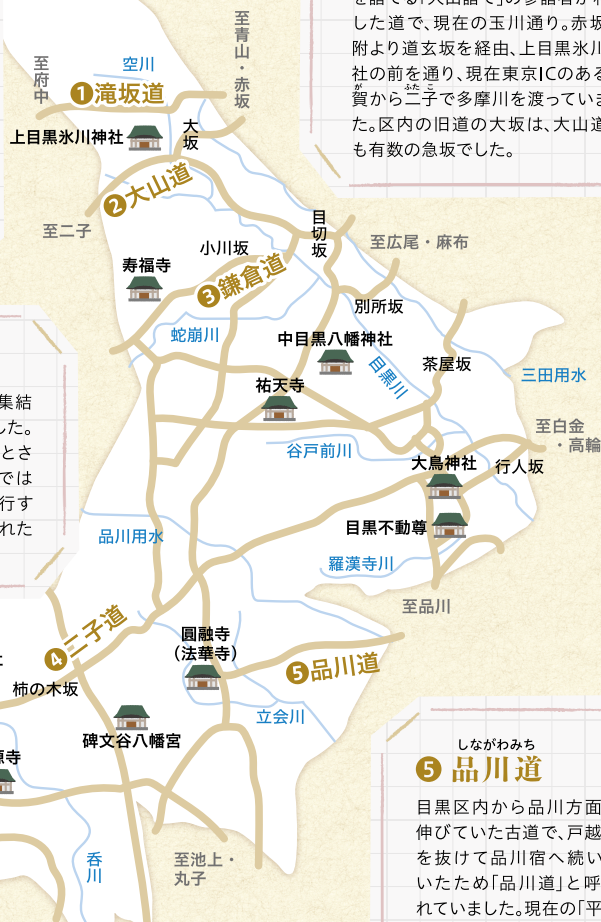 を語る「大山詣で」の参詣者が利
した道で、現在の玉川通り。赤坂
附より道玄坂を経由、上目黒氷川
社の前を通り、現在東京ICのある
賀から二子で多摩川を渡っていま
が
ふたこ
た。区内の旧道の大坂は、大山道
も有数の急坂でした。
至青山・赤坂
至府中
空川
❶滝坂道
上目黒氷川神社
大坂
❷大山道
至二子
目切坂
至広尾・麻布
小川坂
寿福寺
❸鎌倉道
別所坂
蛇崩川
中目黒八幡神社
目黒川
茶屋坂
三田用水
祐天寺
集結
した。
とさ
では
行す
れた
至白金
・高輪
谷戸前川
大鳥神社
行人坂
目黒不動尊
品川用水
羅漢寺川
至品川
❹二子道
圓融寺
(法華寺)
❺品川道
柿の木坂
立会川
碑文谷八幡宮
原寺
呑川
至池上・
丸子
しながわみち
❺ 品川道
目黒区内から品川方面
伸びていた古道で、戸越
を抜けて品川宿へ続い
いたため「品川道」と呼
れていました。現在の「平